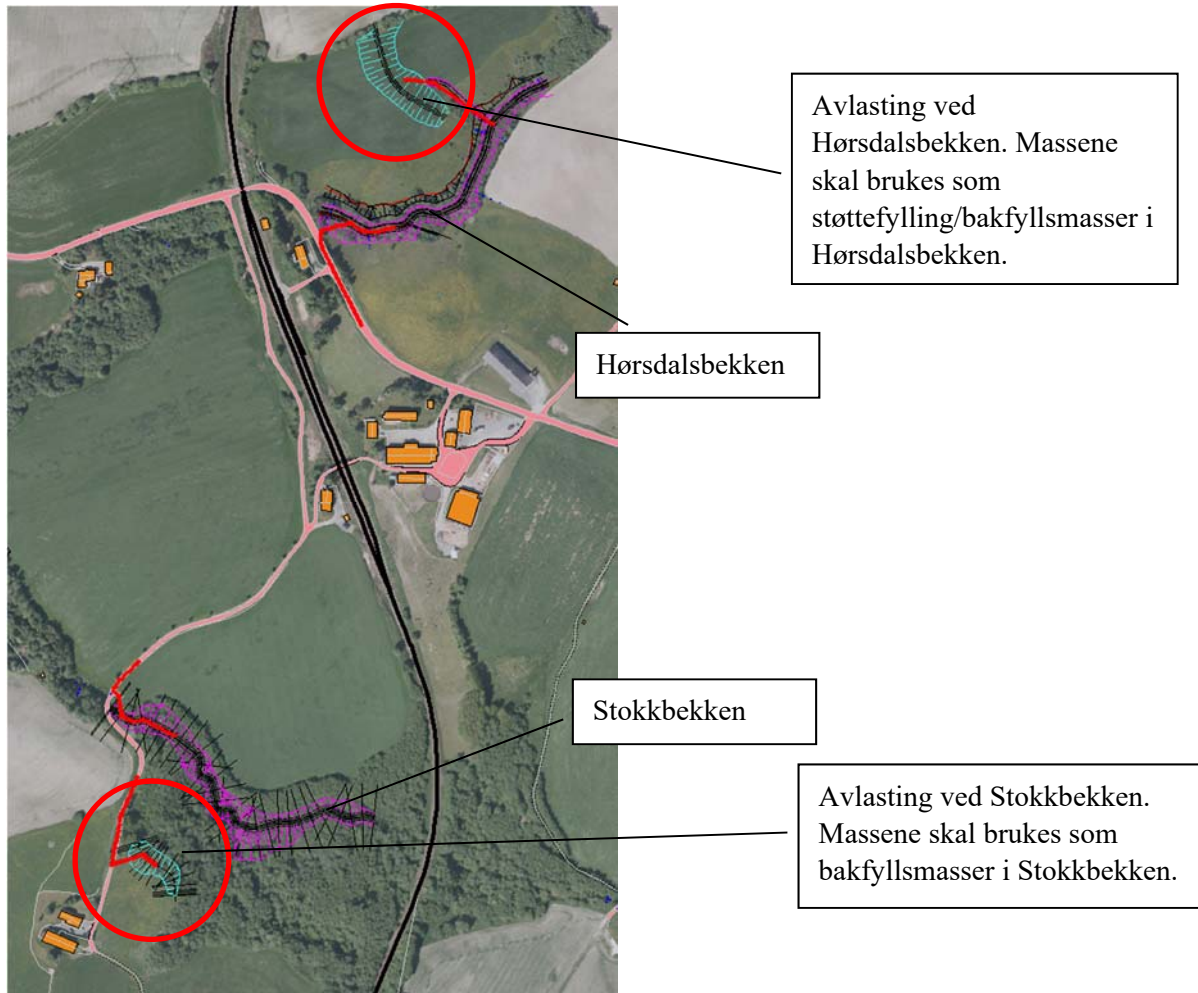 Avlasting ved
Hørsdalsbekken. Massene
skal brukes som
støttefylling/bakfyllsmasser i
Hørsdalsbekken.
Hørsdalsbekken
Stokkbekken
Avlasting ved Stokkbekken.
Massene skal brukes som
bakfyllsmasser i Stokkbekken.